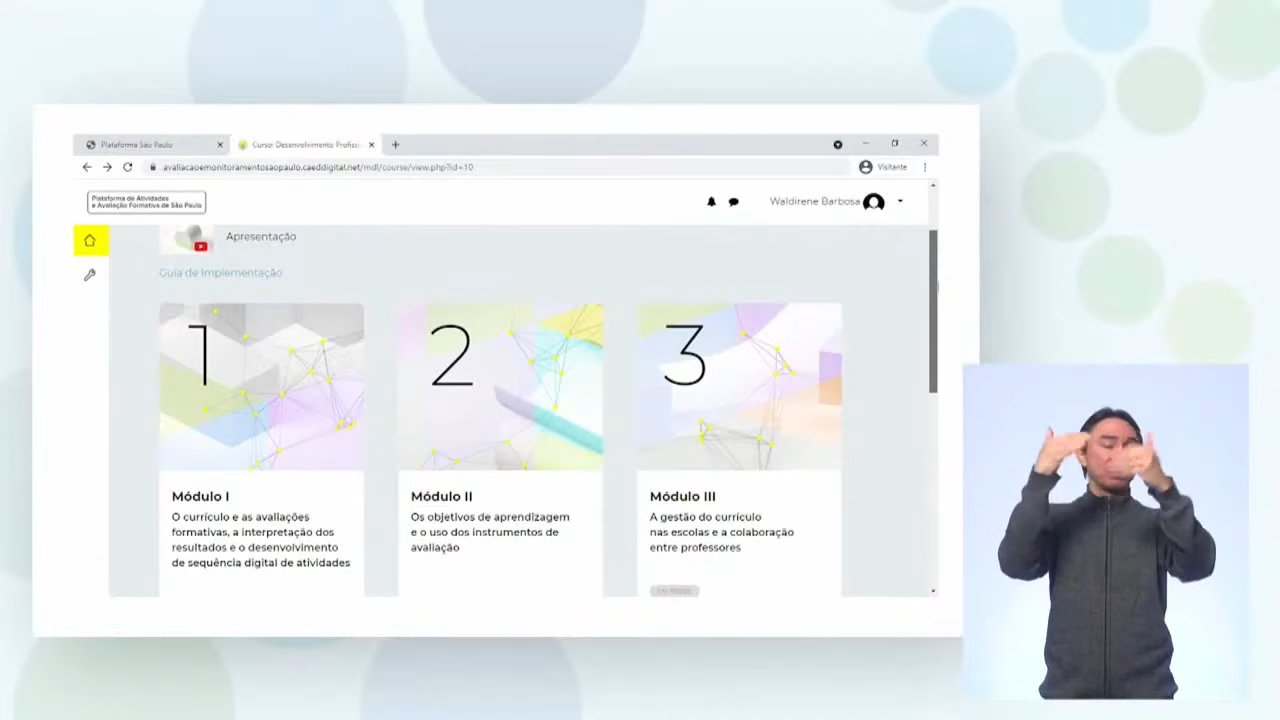 Plataforma São Paulo
Curso: Desenvolvimento Profiss
avaliacaoemonitoramentosaopaulo.caeddigital.net/mdl/course/view.php?id=10
Visitante
Plataforma de Atividades
e Avaliação Formativa de São Paulo
Waldirene Barbosa
Apresentação
Guia de Implementação
1
2
3
Módulo I
O currículo e as avaliações
formativas, a interpretação dos
resultados e o desenvolvimento
de sequência digital de atividades
Módulo II
Os objetivos de aprendizagem
e o uso dos instrumentos de
avaliação
Módulo III
A gestão do currículo
nas escolas e a colaboração
entre professores